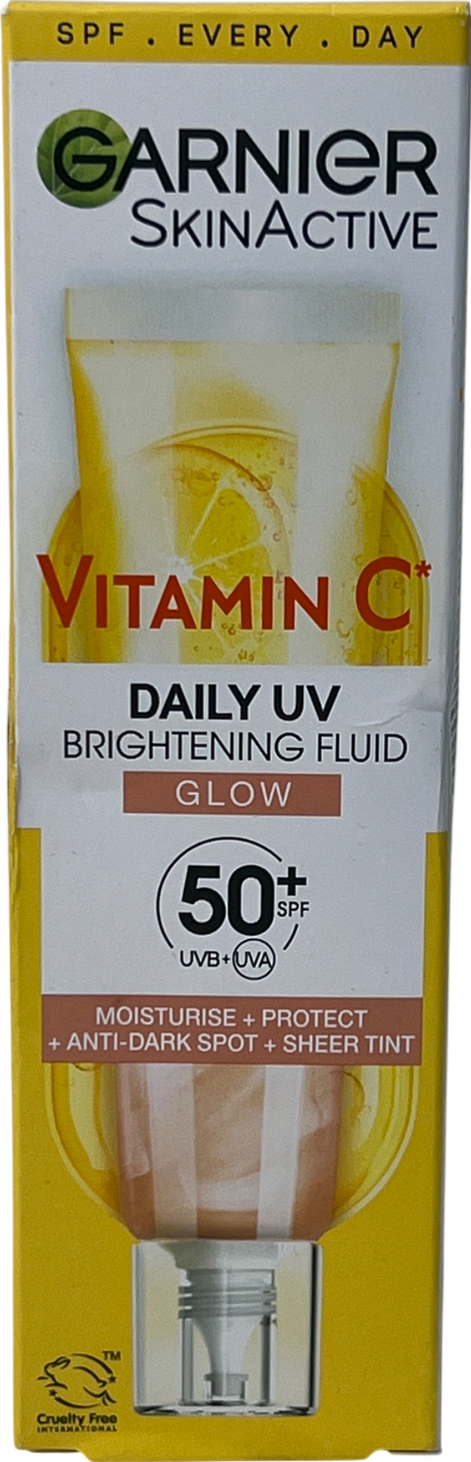 SPF . EVERY . DAY
GARNIER
SKINACTIVE
VITAMIN C*
DAILY UV
BRIGHTENING FLUID
GLOW
50+
SPF
UVB+UVA
MOISTURISE + PROTECT
+ ANTI-DARK SPOT + SHEER TINT
TM
Cruelty Free
INTERNATIONAL